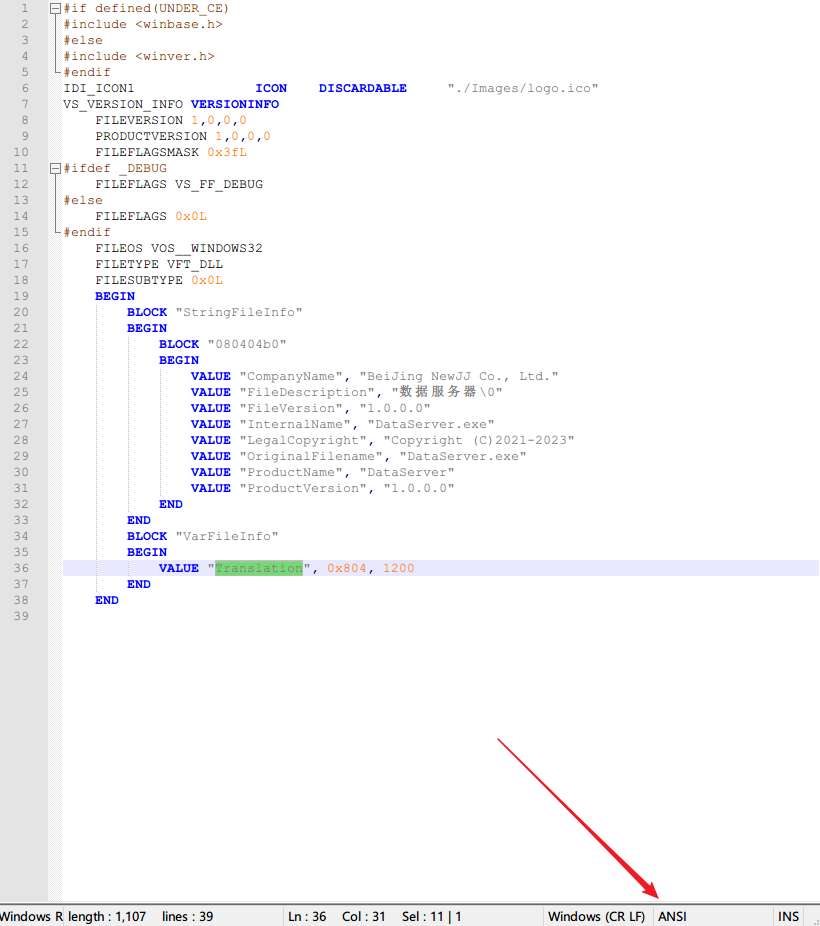 1 #if defined(UNDER_CE)
2 #include <winbase.h>
3 #else
4 #include <winver.h>
5 #endif
6 IDI_ICON1 ICON DISCARDABLE "./Images/logo.ico"
7 VS_VERSION_INFO VERSIONINFO
8 FILEVERSION 1,0,0,0
9 PRODUCTVERSION 1,0,0,0
10 FILEFLAGSMASK 0x3fL
11 #ifdef _DEBUG
12 FILEFLAGS VS_FF_DEBUG
13 #else
14 FILEFLAGS 0x0L
15 #endif
16 FILEOS VOS__WINDOWS32
17 FILETYPE VFT_DLL
18 FILESUBTYPE 0x0L
19 BEGIN
20 BLOCK "StringFileInfo"
21 BEGIN
22 BLOCK "080404b0"
23 BEGIN
24 VALUE "CompanyName", "BeiJing NewJJ Co., Ltd."
25 VALUE "FileDescription", "数据服务器\0"
26 VALUE "FileVersion", "1.0.0.0"
27 VALUE "InternalName", "DataServer.exe"
28 VALUE "LegalCopyright", "Copyright (C)2021-2023"
29 VALUE "OriginalFilename", "DataServer.exe"
30 VALUE "ProductName", "DataServer"
31 VALUE "ProductVersion", "1.0.0.0"
32 END
33 END
34 BLOCK "VarFileInfo"
35 BEGIN
36 VALUE "Translation", 0x804, 1200
37 END
38 END
39
Windows R length : 1,107 lines : 39 Ln : 36 Col : 31 Sel : 11 | 1 Windows (CR LF) ANSI INS